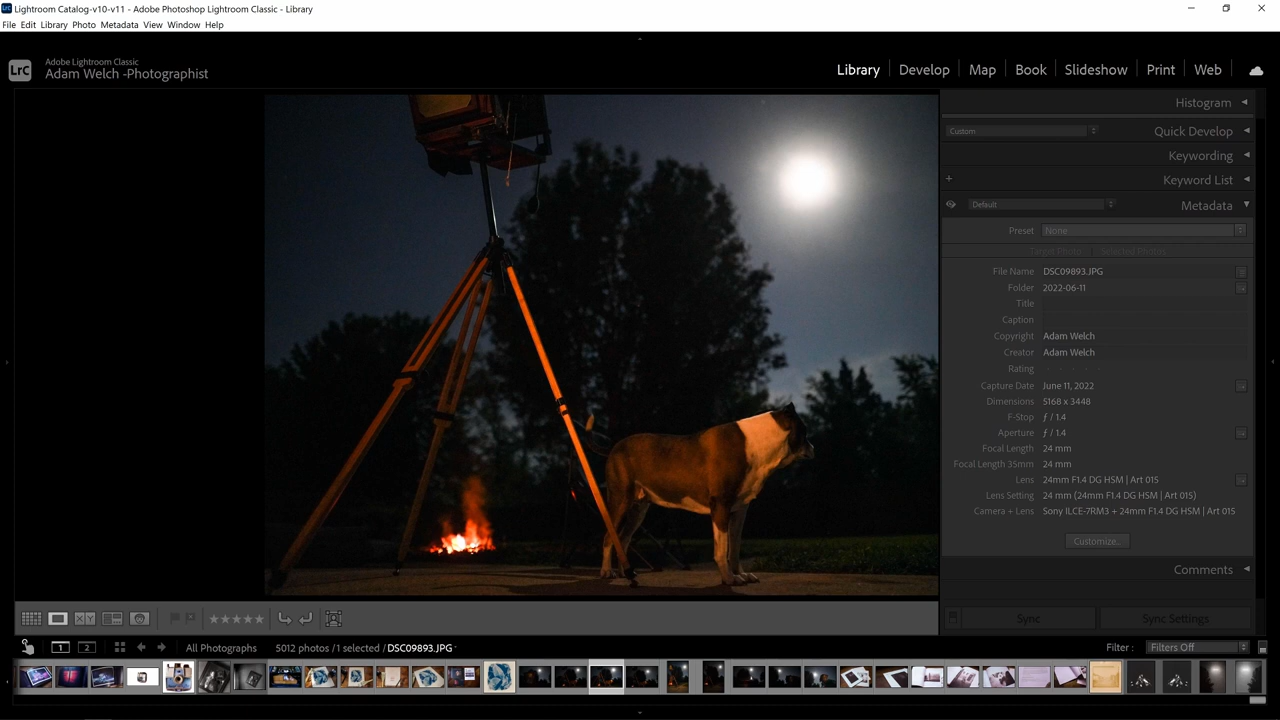 Lightroom Catalog-v10-v11 - Adobe Photoshop Lightroom Classic - Library
File Edit Library Photo Metadata View Window Help
LrC
Adobe Lightroom Classic
Adam Welch -Photographist
Library Develop Map Book Slideshow Print Web
Histogram
Custom Quick Develop
Keywording
+ Keyword List
Default Metadata
Preset None
Target Photo Selected Photos
File Name DSC09893.JPG
Folder 2022-06-11
Title
Caption
Copyright Adam Welch
Creator Adam Welch
Rating
Capture Date June 11, 2022
Dimensions 5168 x 3448
F-Stop ƒ / 1.4
Aperture ƒ / 1.4
Focal Length 24 mm
Focal Length 35mm 24 mm
Lens 24mm F1.4 DG HSM | Art 015
Lens Setting 24 mm (24mm F1.4 DG HSM | Art 015)
Camera + Lens Sony ILCE-7RM3 + 24mm F1.4 DG HSM | Art 015
Customize..
Comments
XY
Sync Sync Settings
1 2 All Photographs 5012 photos / 1 selected / DSC09893.JPG
Filter : Filters Off